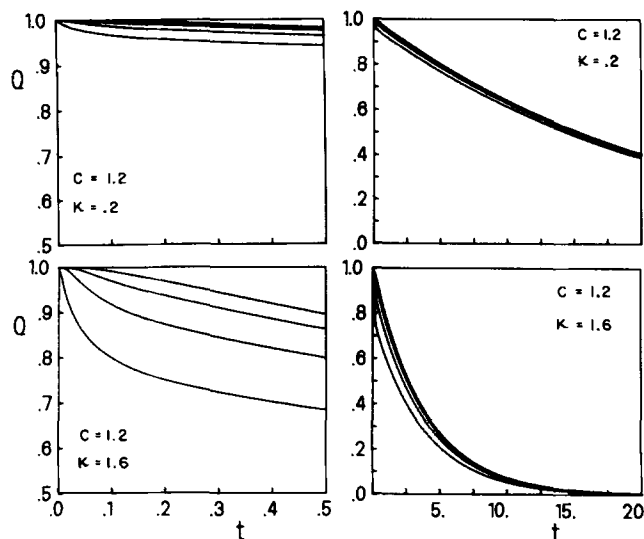 1.0
.9
.8
.7
.6
.5
Q
C = 1.2
K = .2
1.0
.8
.6
.4
.2
.0
C = 1.2
K = .2
1.0
.9
.8
.7
.6
.5
Q
C = 1.2
K = 1.6
.0 .1 .2 .3 .4 .5
t
1.0
.8
.6
.4
.2
.0
C = 1.2
K = 1.6
5. 10. 15. 20
t